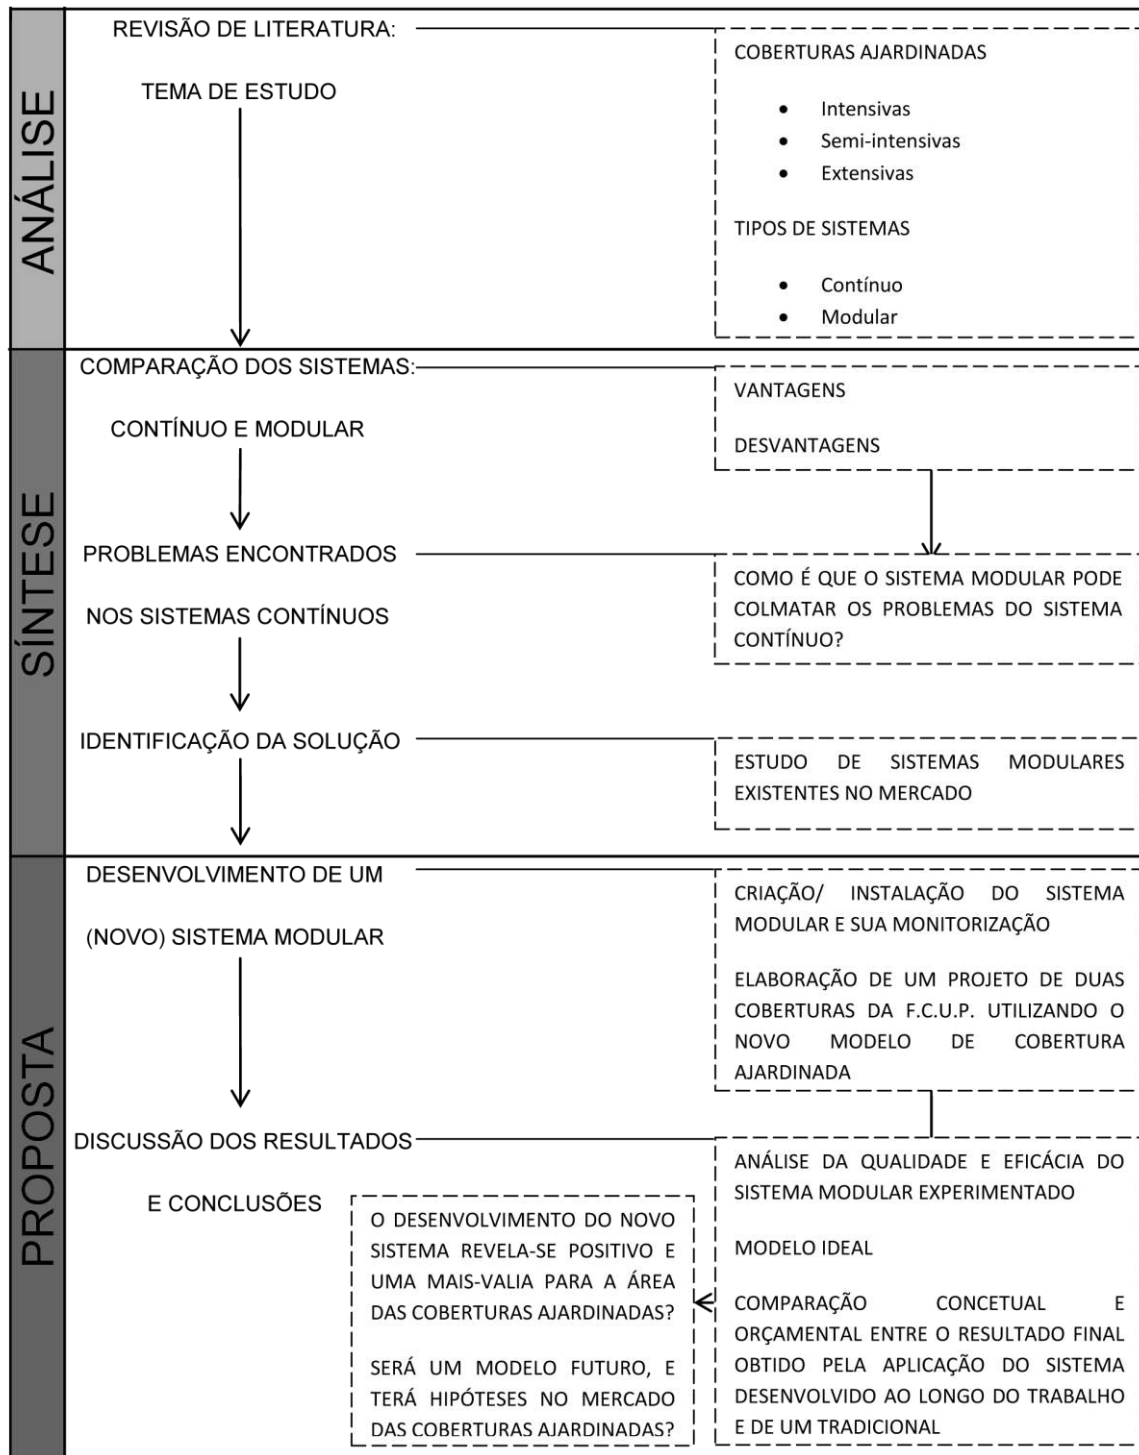 ANÁLISE
REVISÃO DE LITERATURA:
TEMA DE ESTUDO
COBERTURAS AJARDINADAS
• Intensivas
• Semi-intensivas
• Extensivas
TIPOS DE SISTEMAS
• Contínuo
• Modular
SÍNTESE
COMPARAÇÃO DOS SISTEMAS:
CONTÍNUO E MODULAR
VANTAGENS
DESVANTAGENS
PROBLEMAS ENCONTRADOS
NOS SISTEMAS CONTÍNUOS
COMO É QUE O SISTEMA MODULAR PODE
COLMATAR OS PROBLEMAS DO SISTEMA
CONTÍNUO?
IDENTIFICAÇÃO DA SOLUÇÃO
ESTUDO DE SISTEMAS MODULARES
EXISTENTES NO MERCADO
PROPOSTA
DESENVOLVIMENTO DE UM
(NOVO) SISTEMA MODULAR
CRIAÇÃO/ INSTALAÇÃO DO SISTEMA
MODULAR E SUA MONITORIZAÇÃO
ELABORAÇÃO DE UM PROJETO DE DUAS
COBERTURAS DA F.C.U.P. UTILIZANDO O
NOVO MODELO DE COBERTURA
AJARDINADA
DISCUSSÃO DOS RESULTADOS
E CONCLUSÕES
ANÁLISE DA QUALIDADE E EFICÁCIA DO
SISTEMA MODULAR EXPERIMENTADO
MODELO IDEAL
COMPARAÇÃO CONCETUAL E
ORÇAMENTAL ENTRE O RESULTADO FINAL
OBTIDO PELA APLICAÇÃO DO SISTEMA
DESENVOLVIDO AO LONGO DO TRABALHO
E DE UM TRADICIONAL
O DESENVOLVIMENTO DO NOVO
SISTEMA REVELA-SE POSITIVO E
UMA MAIS-VALIA PARA A ÁREA
DAS COBERTURAS AJARDINADAS?
SERÁ UM MODELO FUTURO, E
TERÁ HIPÓTESES NO MERCADO
DAS COBERTURAS AJARDINADAS?